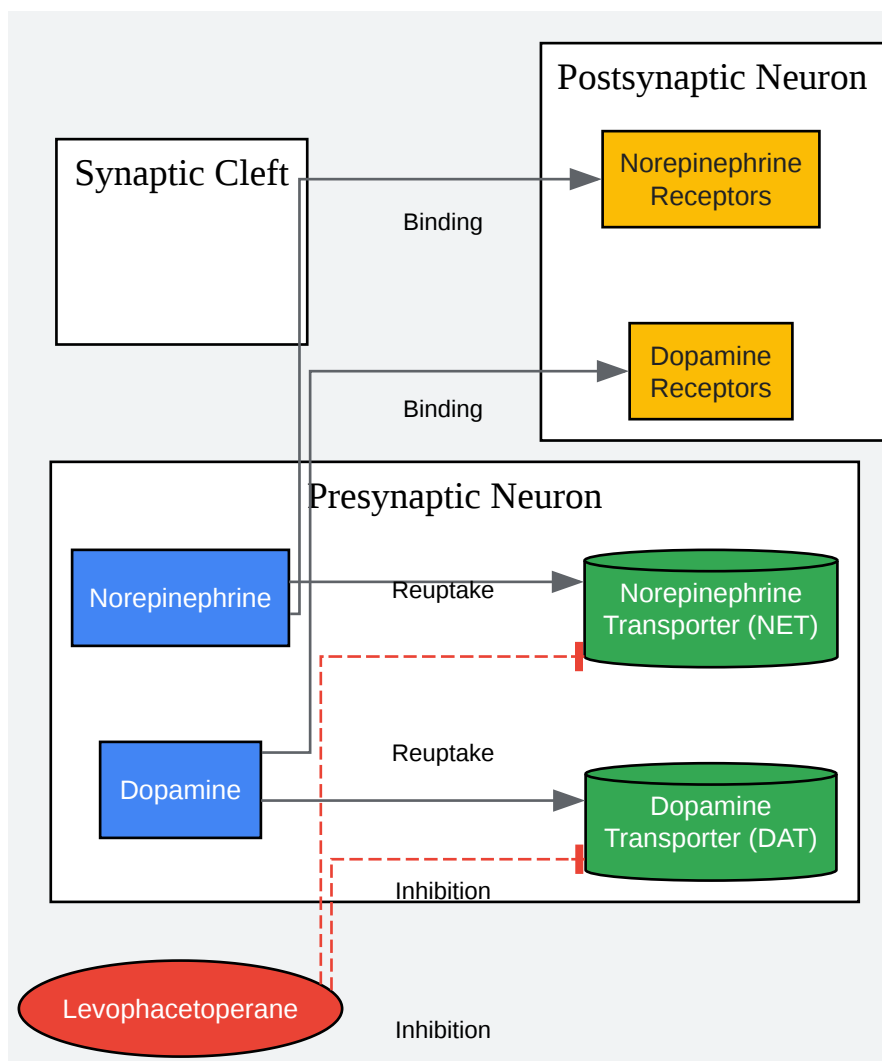 Postsynaptic Neuron
Norepinephrine
Receptors
Synaptic Cleft
Binding
Dopamine
Receptors
Binding
Presynaptic Neuron
Norepinephrine
Reuptake
Norepinephrine
Transporter (NET)
Dopamine
Reuptake
Dopamine
Transporter (DAT)
Inhibition
Levophacetoperane
Inhibition